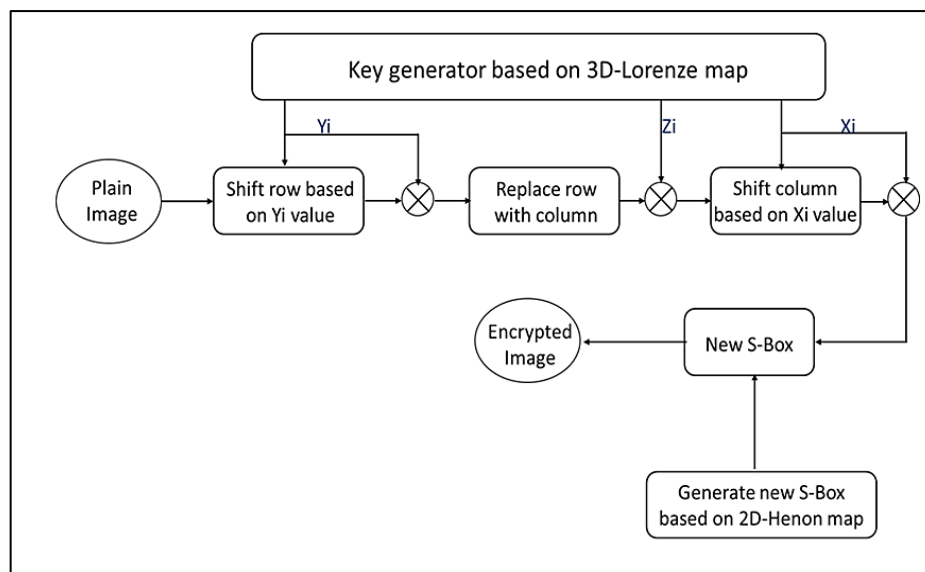 Key generator based on 3D-Lorenze map
Yi
Zi
Xi
Plain
Image
Shift row based
on Yi value
Replace row
with column
Shift column
based on Xi value
Encrypted
Image
New S-Box
Generate new S-Box
based on 2D-Henon map